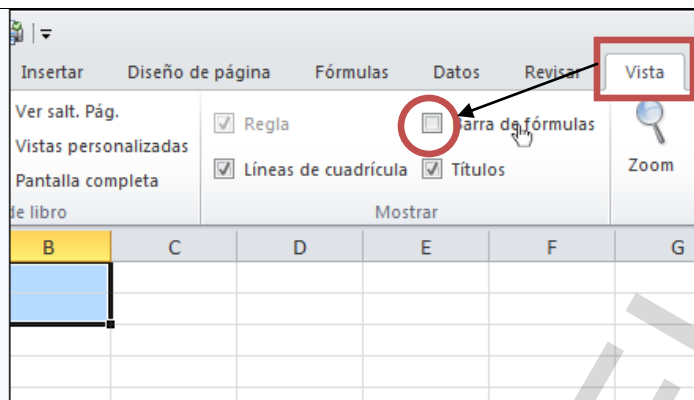 Insertar Diseño de página Fórmulas Datos Revisar Vista
Ver salt. Pág.
Vistas personalizadas
Pantalla completa
de libro
Regla
Barra de fórmulas
Líneas de cuadrícula
Títulos
Mostrar
Zoom
B C D E F G